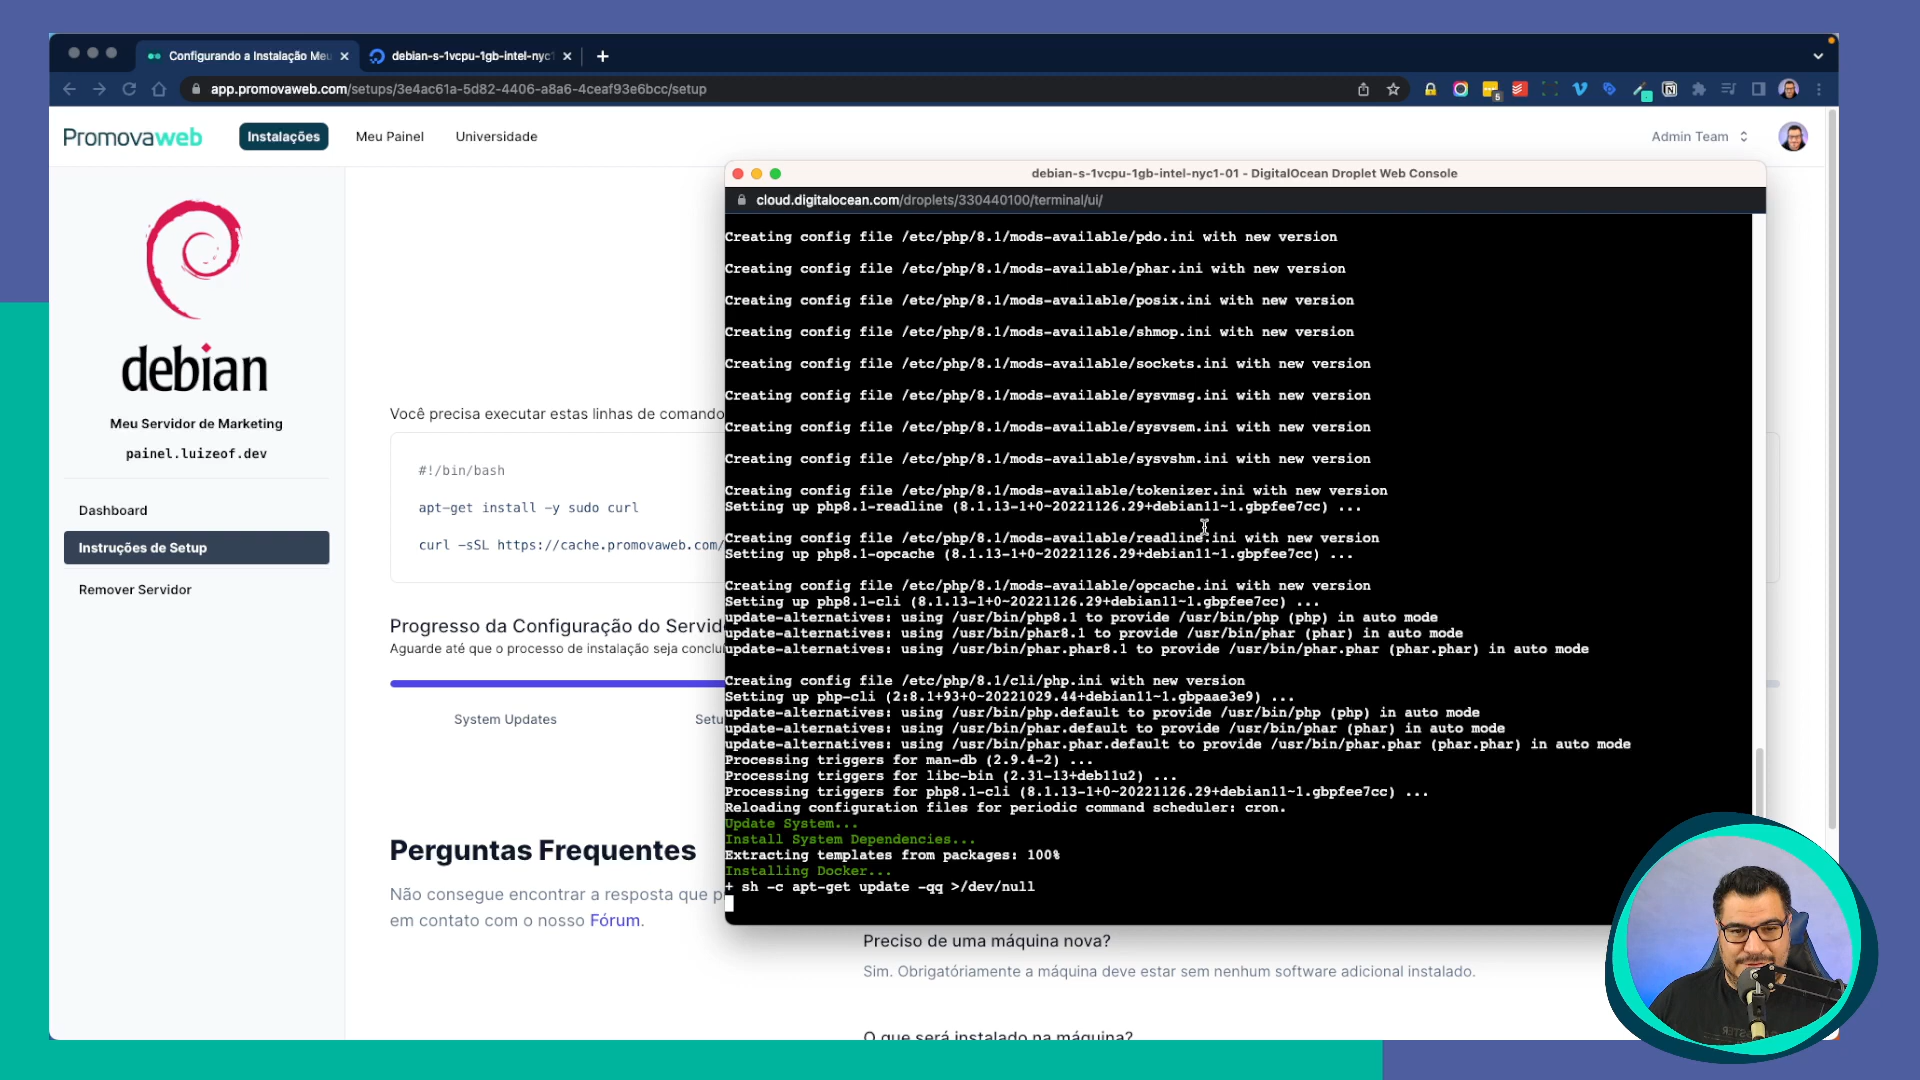 Configurando a Instalação Meu
debian-s-1vcpu-1gb-intel-nyc1
app.promovaweb.com/setups/3e4ac61a-5d82-4406-a8a6-4ceaf93e6bcc/setup
6
Promovaweb
Instalações
Meu Painel
Universidade
Admin Team
debian
Meu Servidor de Marketing
painel.luizeof.dev
Dashboard
Instruções de Setup
Remover Servidor
Você precisa executar estas linhas de comando
#!/bin/bash
apt-get install -y sudo curl
curl -sSL https://cache.promovaweb.com/
Progresso da Configuração do Servid
Aguarde até que o processo de instalação seja conclu
System Updates
Setu
Perguntas Frequentes
Não consegue encontrar a resposta que p
em contato com o nosso Fórum.
debian-s-1vcpu-1gb-intel-nyc1-01 - DigitalOcean Droplet Web Console
cloud.digitalocean.com/droplets/330440100/terminal/ui/
Creating config file /etc/php/8.1/mods-available/pdo.ini with new version
Creating config file /etc/php/8.1/mods-available/phar.ini with new version
Creating config file /etc/php/8.1/mods-available/posix.ini with new version
Creating config file /etc/php/8.1/mods-available/shmop.ini with new version
Creating config file /etc/php/8.1/mods-available/sockets.ini with new version
Creating config file /etc/php/8.1/mods-available/sysvmsg.ini with new version
Creating config file /etc/php/8.1/mods-available/sysvsem.ini with new version
Creating config file /etc/php/8.1/mods-available/sysvshm.ini with new version
Creating config file /etc/php/8.1/mods-available/tokenizer.ini with new version
Setting up php8.1-readline (8.1.13-1+0~20221126.29+debian11~1.gbpfee7cc) ...
Creating config file /etc/php/8.1/mods-available/readline.ini with new version
Setting up php8.1-opcache (8.1.13-1+0~20221126.29+debian11~1.gbpfee7cc) ...
Creating config file /etc/php/8.1/mods-available/opcache.ini with new version
Setting up php8.1-cli (8.1.13-1+0~20221126.29+debian11~1.gbpfee7cc) ...
update-alternatives: using /usr/bin/php8.1 to provide /usr/bin/php (php) in auto mode
update-alternatives: using /usr/bin/phar8.1 to provide /usr/bin/phar (phar) in auto mode
update-alternatives: using /usr/bin/phar.phar8.1 to provide /usr/bin/phar.phar (phar.phar) in auto mode
Creating config file /etc/php/8.1/cli/php.ini with new version
Setting up php-cli (2:8.1+93+0~20221029.44+debian11~1.gbpaae3e9) ...
update-alternatives: using /usr/bin/php.default to provide /usr/bin/php (php) in auto mode
update-alternatives: using /usr/bin/phar.default to provide /usr/bin/phar (phar) in auto mode
update-alternatives: using /usr/bin/phar.phar.default to provide /usr/bin/phar.phar (phar.phar) in auto mode
Processing triggers for man-db (2.9.4-2) ...
Processing triggers for libc-bin (2.31-13+deb11u2) ...
Processing triggers for php8.1-cli (8.1.13-1+0~20221126.29+debian11~1.gbpfee7cc) ...
Reloading configuration files for periodic command scheduler: cron.
Update System...
Install System Dependencies...
Extracting templates from packages: 100%
Installing Docker...
+ sh -c apt-get update -qq >/dev/null
Preciso de uma máquina nova?
Sim. Obrigatóriamente a máquina deve estar sem nenhum software adicional instalado.
O que será instalado na máquina?